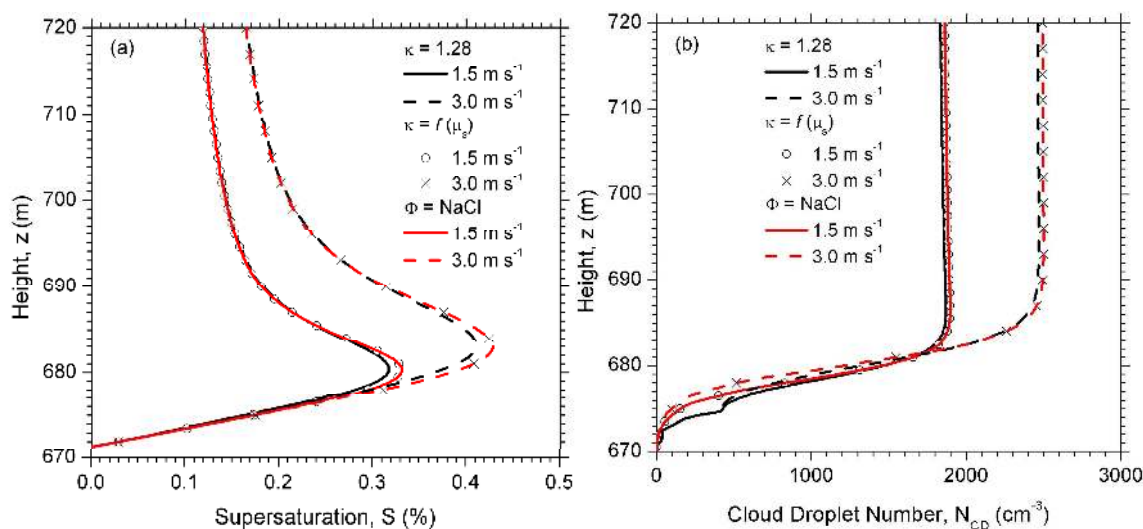 (a)
κ = 1.28
1.5 m s⁻¹
3.0 m s⁻¹
κ = f (μₛ)
1.5 m s⁻¹
3.0 m s⁻¹
Φ = NaCl
1.5 m s⁻¹
3.0 m s⁻¹
720
710
700
690
680
670
Height, z (m)
0.0 0.1 0.2 0.3 0.4 0.5
Supersaturation, S (%)
(b)
κ = 1.28
1.5 m s⁻¹
3.0 m s⁻¹
κ = f (μₛ)
1.5 m s⁻¹
3.0 m s⁻¹
Φ = NaCl
1.5 m s⁻¹
3.0 m s⁻¹
720
710
700
690
680
670
Height, z (m)
0 1000 2000 3000
Cloud Droplet Number, N_CD (cm⁻³)